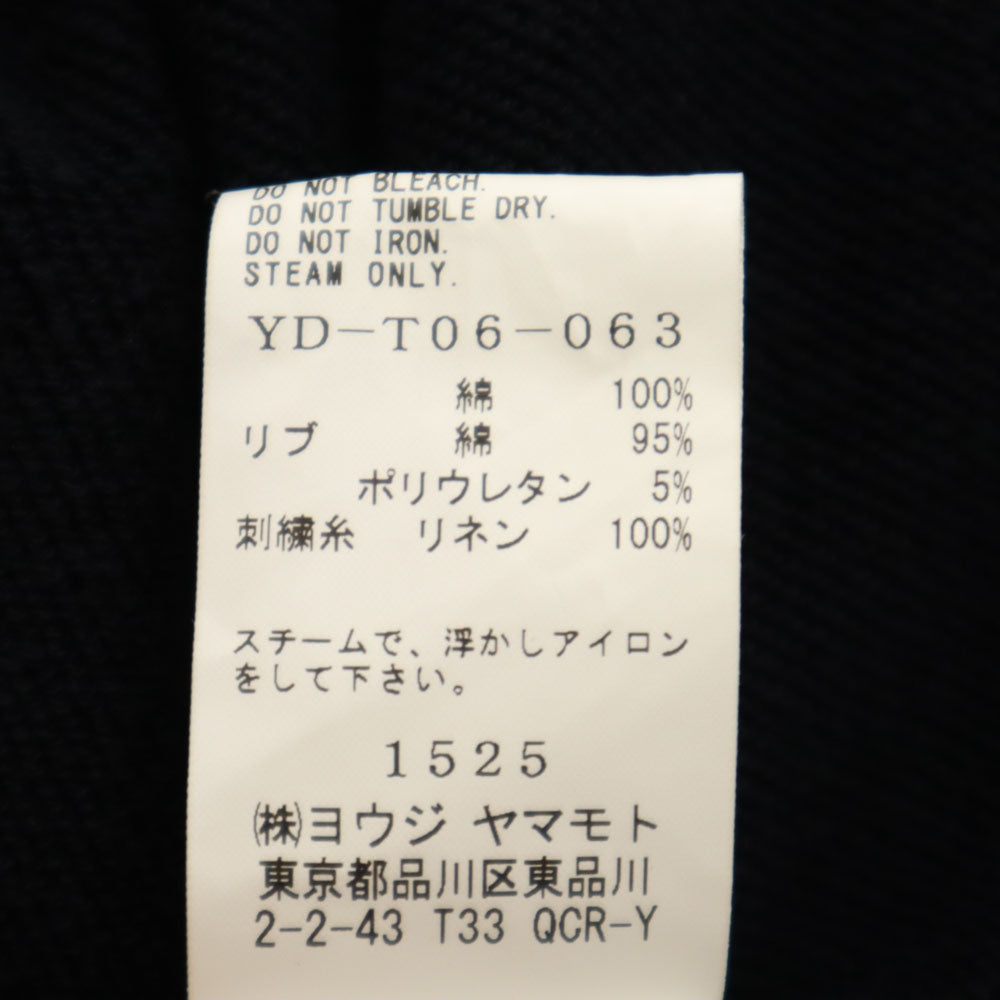 DO NOT BLEACH.
DO NOT TUMBLE DRY.
DO NOT IRON.
STEAM ONLY.
YD-T06-063
綿 100%
リブ 綿 95%
ポリウレタン 5%
刺繍糸 リネン 100%
スチームで、浮かしアイロン
をして下さい。
1525
㈱ヨウジ ヤマモト
東京都品川区東品川
2-2-43 T33 QCR-Y